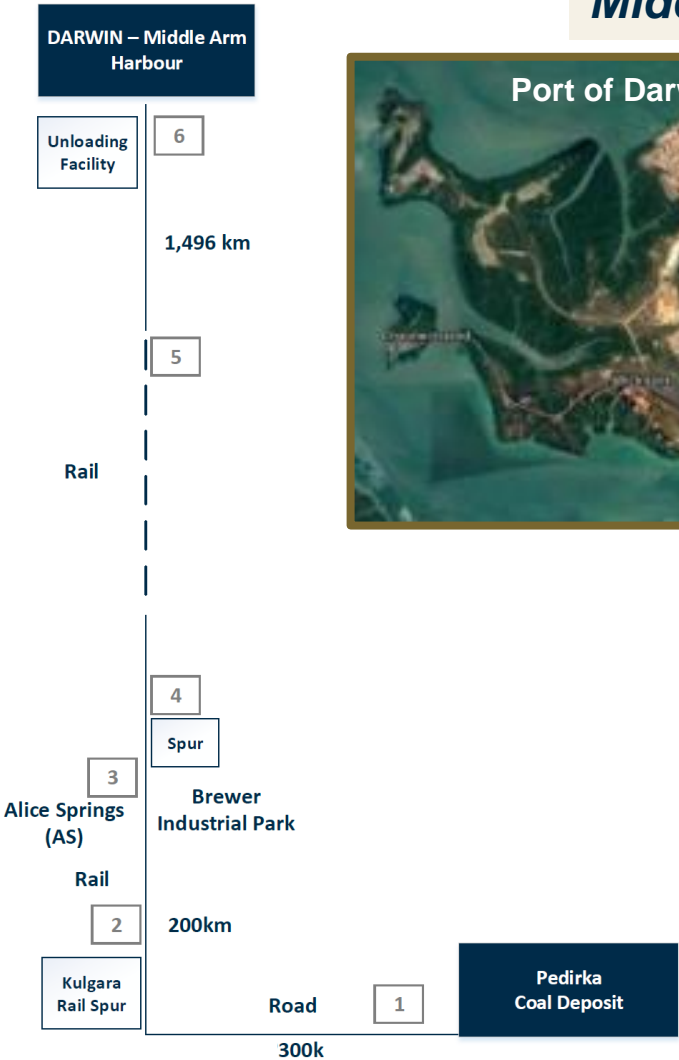 DARWIN – Middle Arm
Harbour
Port of Dar
Unloading
Facility
6
1,496 km
5
Rail
4
Spur
3
Alice Springs
(AS)
Brewer
Industrial Park
Rail
2
200km
Kulgara
Rail Spur
Road
1
Pedirka
Coal Deposit
300k